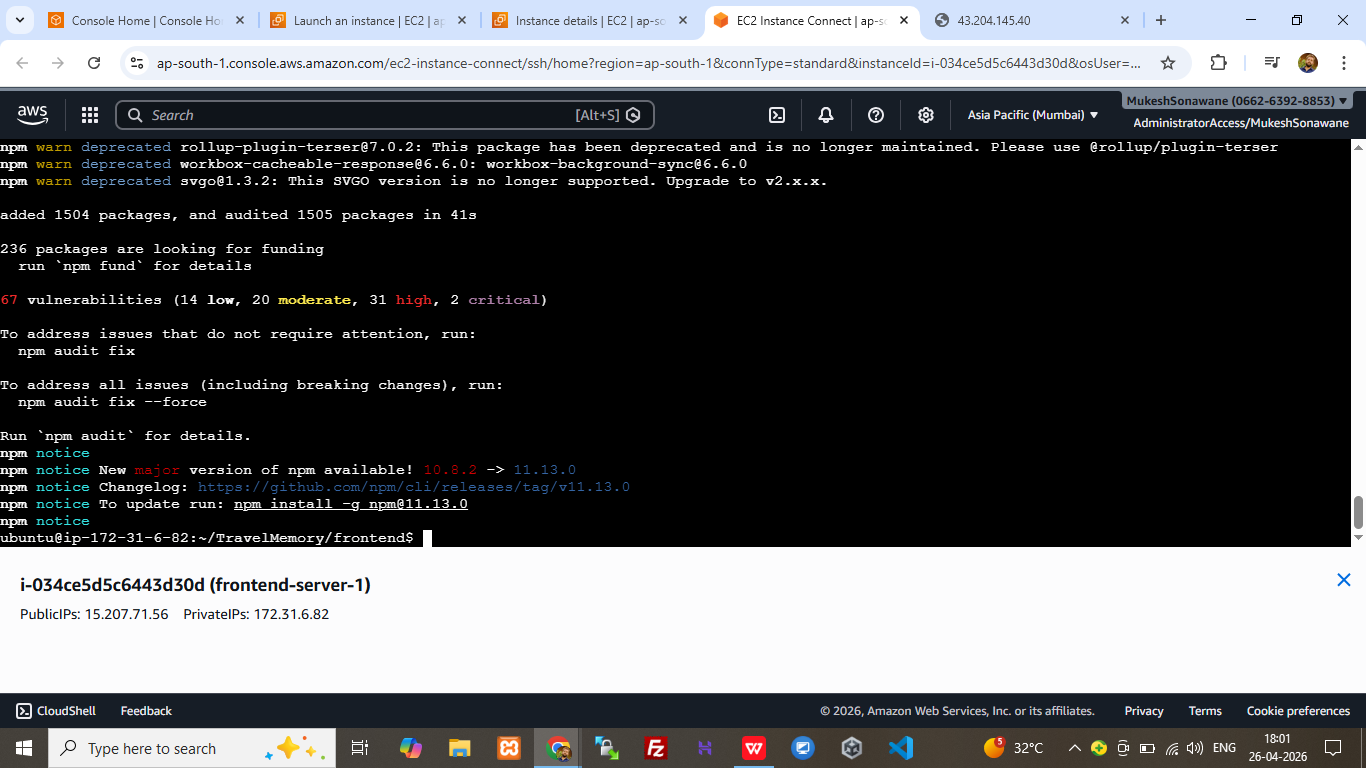 Console Home | Console Ho
Launch an instance | EC2 | ap
Instance details | EC2 | ap-so
EC2 Instance Connect | ap-s
43.204.145.40
ap-south-1.console.aws.amazon.com/ec2-instance-connect/ssh/home?region=ap-south-1&connType=standard&instanceId=i-034ce5d5c6443d30d&osUser=...
aws
Search
[Alt+S]
Asia Pacific (Mumbai)
MukeshSonawane (0662-6392-8853)
AdministratorAccess/MukeshSonawane
npm warn deprecated rollup-plugin-terser@7.0.2: This package has been deprecated and is no longer maintained. Please use @rollup/plugin-terser
npm warn deprecated workbox-cacheable-response@6.6.0: workbox-background-sync@6.6.0
npm warn deprecated svgo@1.3.2: This SVGO version is no longer supported. Upgrade to v2.x.x.
added 1504 packages, and audited 1505 packages in 41s
236 packages are looking for funding
run `npm fund` for details
67 vulnerabilities (14 low, 20 moderate, 31 high, 2 critical)
To address issues that do not require attention, run:
npm audit fix
To address all issues (including breaking changes), run:
npm audit fix --force
Run `npm audit` for details.
npm notice
npm notice New major version of npm available! 10.8.2 -> 11.13.0
npm notice Changelog: https://github.com/npm/cli/releases/tag/v11.13.0
npm notice To update run: npm install -g npm@11.13.0
npm notice
ubuntu@ip-172-31-6-82:~/TravelMemory/frontend$
i-034ce5d5c6443d30d (frontend-server-1)
PublicIPs: 15.207.71.56 PrivateIPs: 172.31.6.82
CloudShell
Feedback
© 2026, Amazon Web Services, Inc. or its affiliates.
Privacy
Terms
Cookie preferences
Type here to search
5
32°C
ENG
18:01
26-04-2026